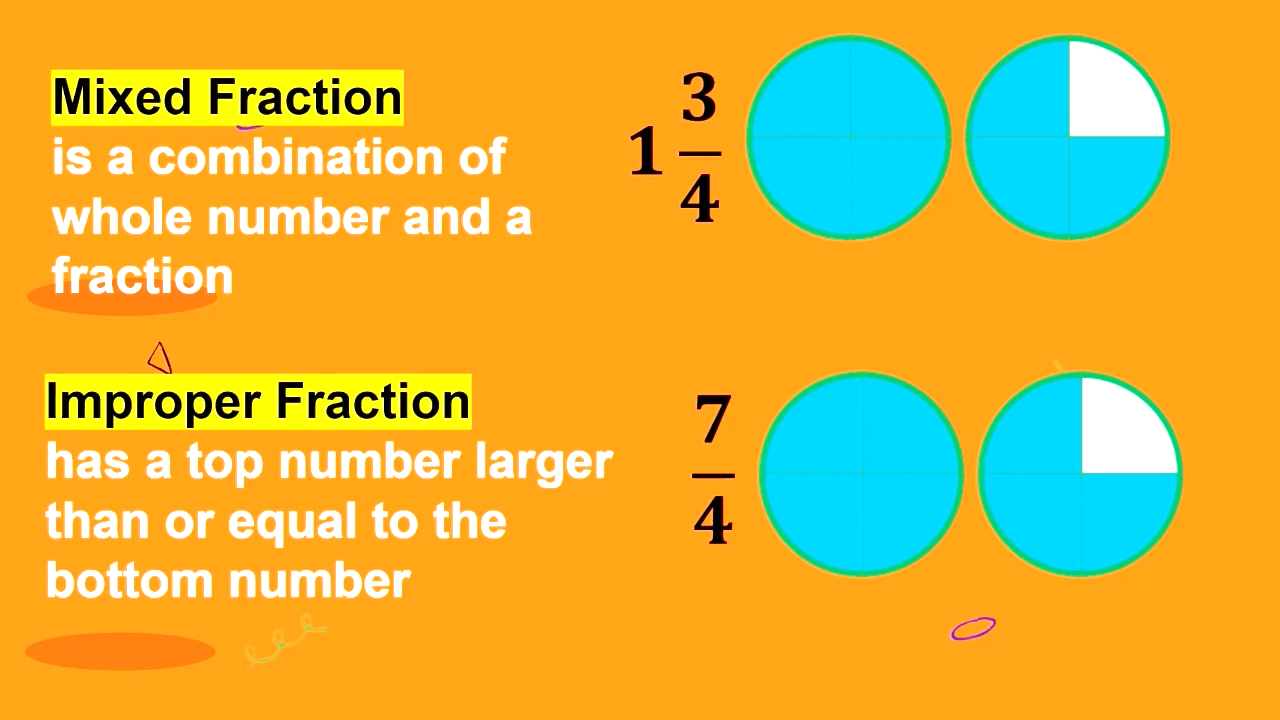 Mixed Fraction
is a combination of
whole number and a
fraction
1 3/4
Improper Fraction
has a top number larger
than or equal to the
bottom number
7/4